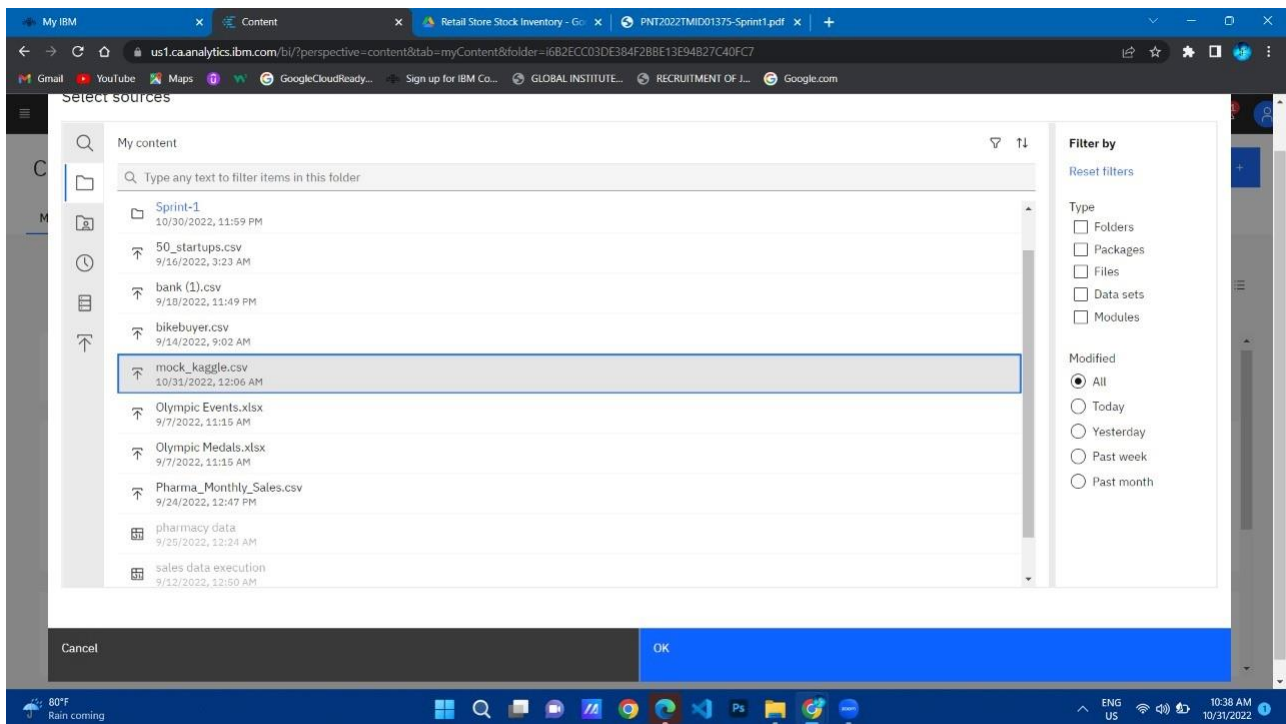 My IBM
Content
Retail Store Stock Inventory - Go
PNT2022TMID01375-Sprint1.pdf
us1.ca.analytics.ibm.com/bi/?perspective=content&tab=myContent&folder=i6B2ECC03DE384F2BBE13E94B27C40FC7
Gmail YouTube Maps GoogleCloudReady... Sign up for IBM Co... GLOBAL INSTITUTE... RECRUITMENT OF J... Google.com
Select sources
C
M
My content
Type any text to filter items in this folder
Sprint-1
10/30/2022, 11:59 PM
50_startups.csv
9/16/2022, 3:23 AM
bank (1).csv
9/18/2022, 11:49 PM
bikebuyer.csv
9/14/2022, 9:02 AM
mock_kaggle.csv
10/31/2022, 12:06 AM
Olympic Events.xlsx
9/7/2022, 11:15 AM
Olympic Medals.xlsx
9/7/2022, 11:15 AM
Pharma_Monthly_Sales.csv
9/24/2022, 12:47 PM
pharmacy data
9/25/2022, 12:24 AM
sales data execution
9/12/2022, 12:50 AM
Filter by
Reset filters
Type
Folders
Packages
Files
Data sets
Modules
Modified
All
Today
Yesterday
Past week
Past month
Cancel
OK
80°F
Rain coming
Ps
ENG
US
10:38 AM
10/31/2022
1